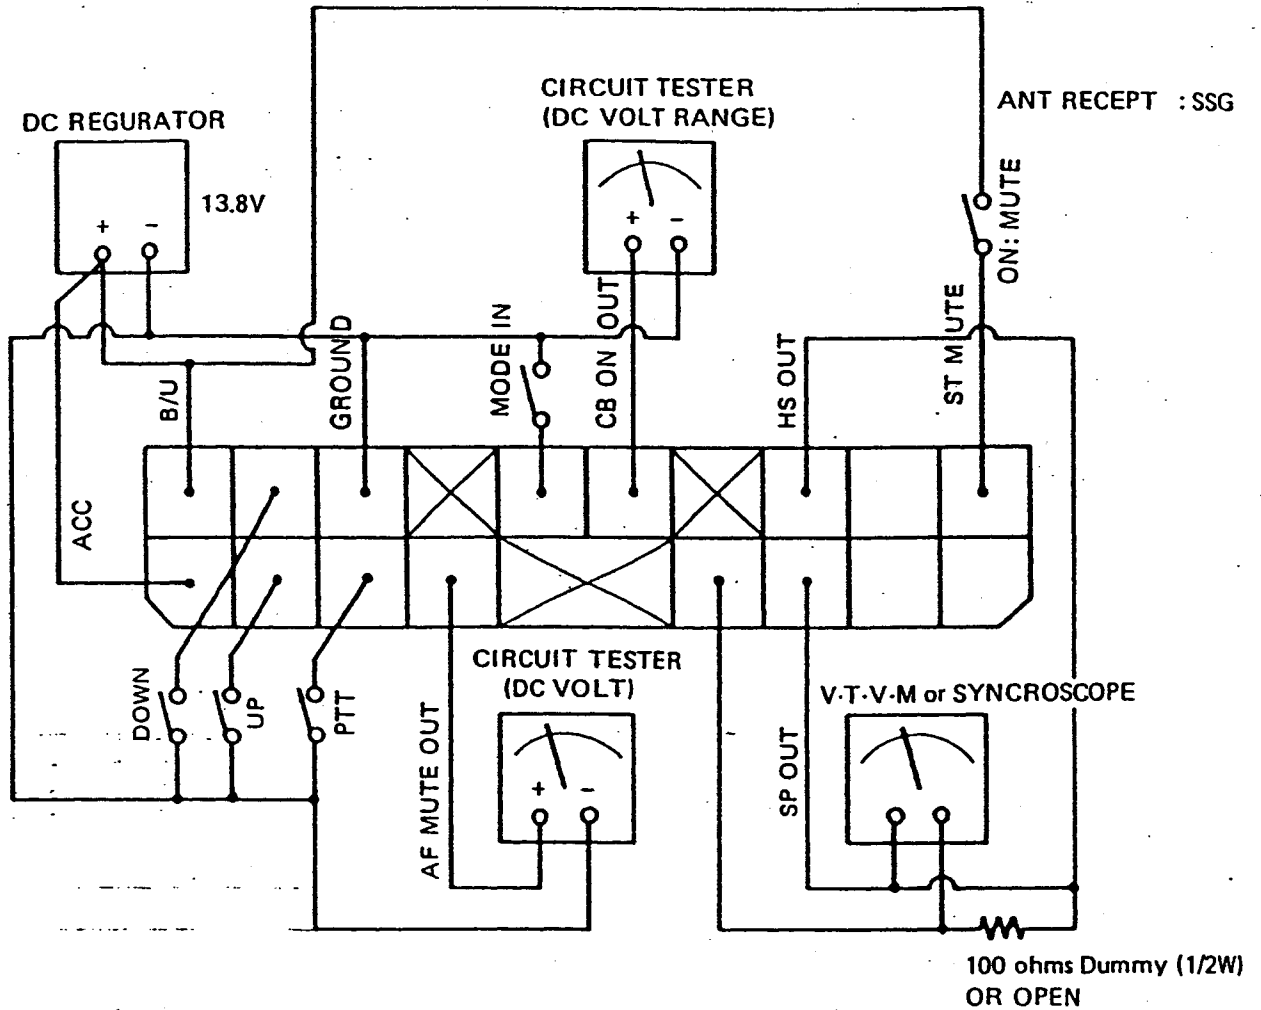 CIRCUIT TESTER
(DC VOLT RANGE)
ANT RECEPT : SSG
DC REGURATOR
13.8V
+ −
+ −
ON: MUTE
B/U
GROUND
MODE IN
CB ON OUT
HS OUT
ST MUTE
ACC
DOWN
UP
PTT
CIRCUIT TESTER
(DC VOLT)
V·T·V·M or SYNCROSCOPE
AF MUTE OUT
+ −
SP OUT
100 ohms Dummy (1/2W)
OR OPEN